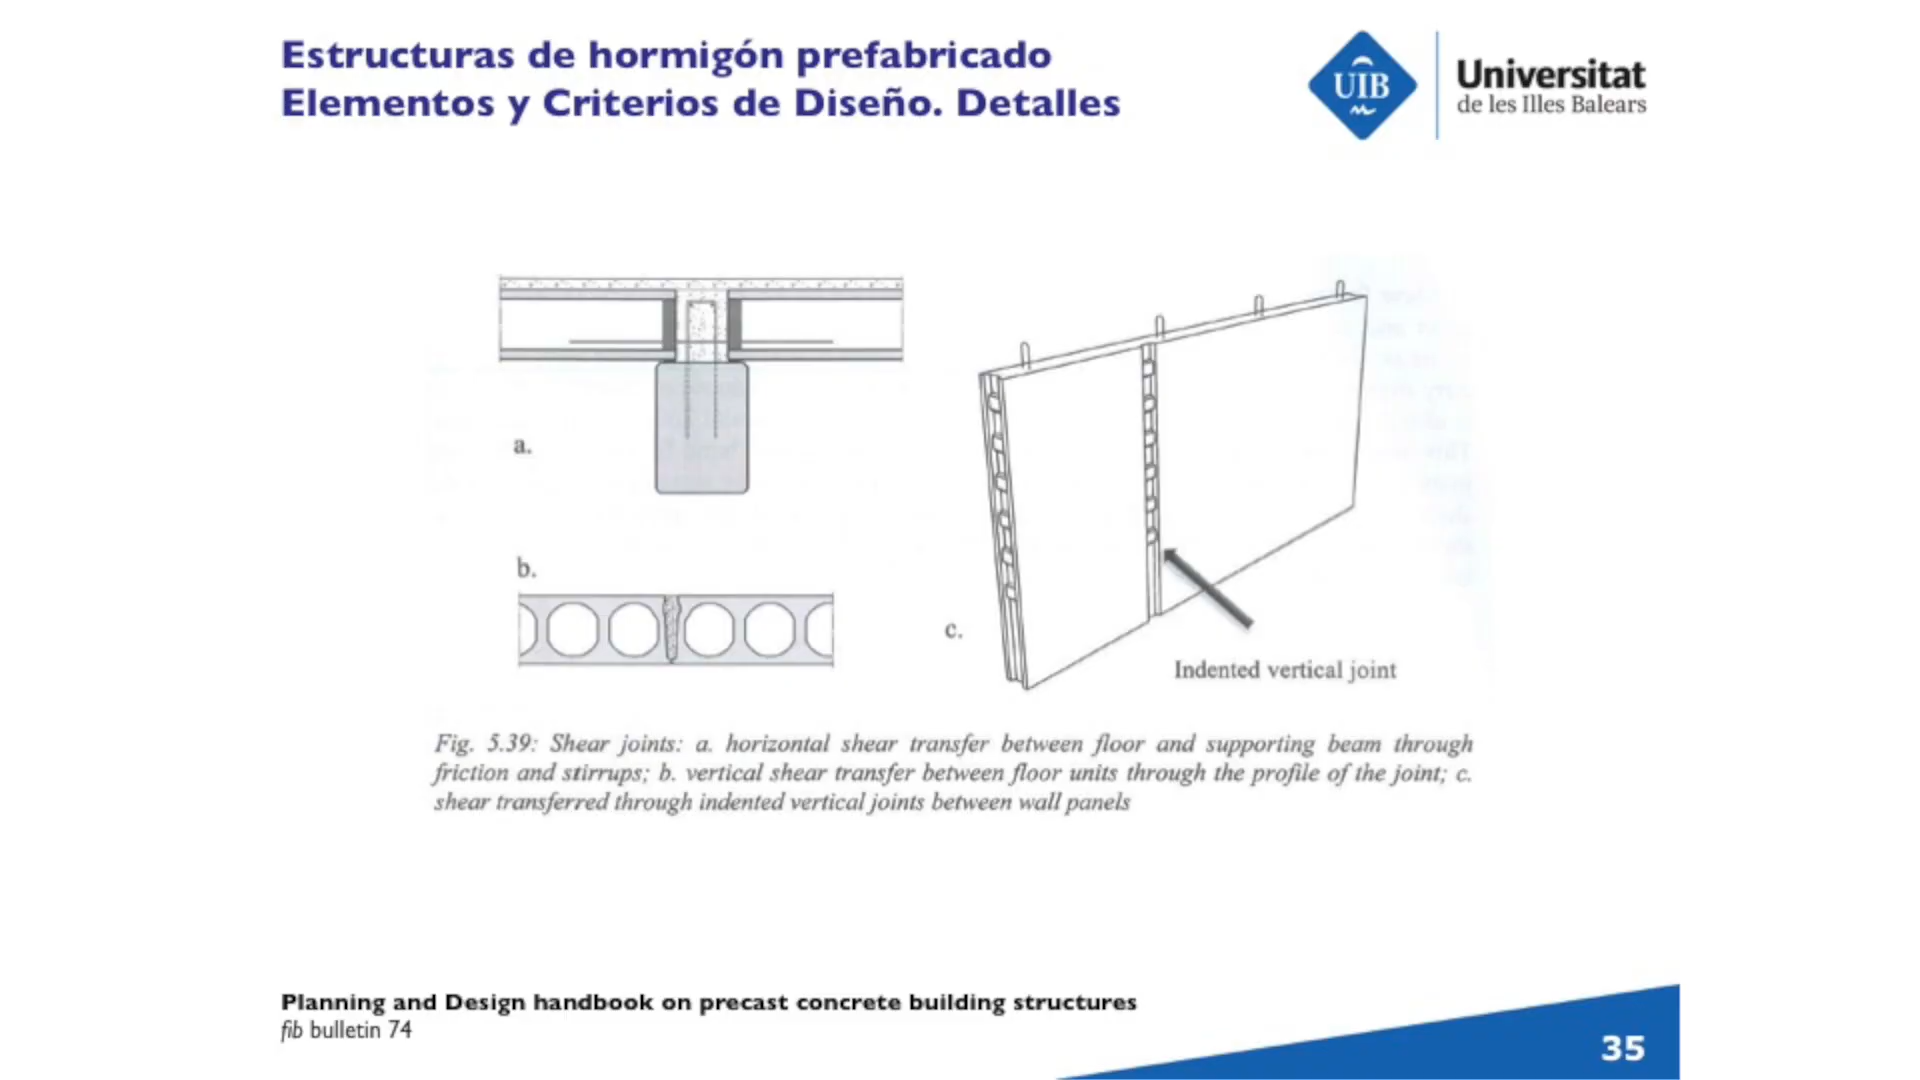 Estructuras de hormigón prefabricado
Elementos y Criterios de Diseño. Detalles
UIB
Universitat
de les Illes Balears
a.
b.
c.
Indented vertical joint
Fig. 5.39: Shear joints: a. horizontal shear transfer between floor and supporting beam through
friction and stirrups; b. vertical shear transfer between floor units through the profile of the joint; c.
shear transferred through indented vertical joints between wall panels
Planning and Design handbook on precast concrete building structures
fib bulletin 74
35